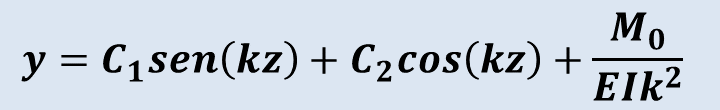 y = C₁sen(kz) + C₂cos(kz) + M₀/EIk²